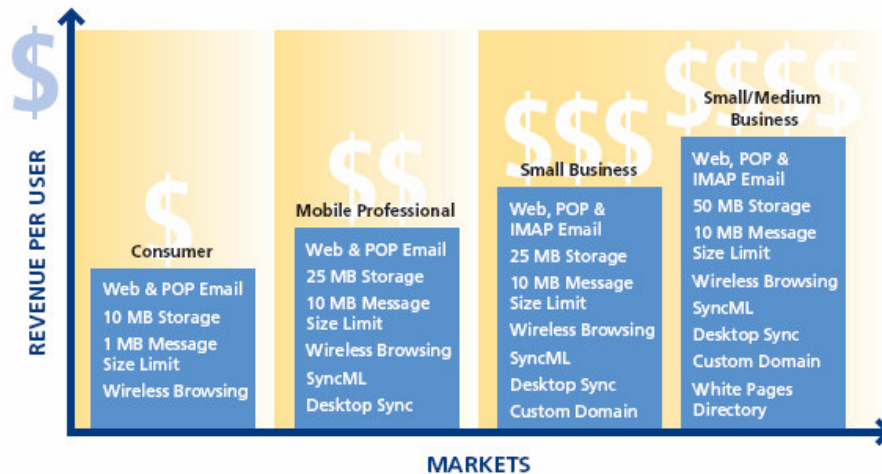 $
REVENUE PER USER
$
Consumer
Web & POP Email
10 MB Storage
1 MB Message
Size Limit
Wireless Browsing
$$
Mobile Professional
Web & POP Email
25 MB Storage
10 MB Message
Size Limit
Wireless Browsing
SyncML
Desktop Sync
$$$
Small Business
Web, POP &
IMAP Email
25 MB Storage
10 MB Message
Size Limit
Wireless Browsing
SyncML
Desktop Sync
Custom Domain
$$$$
Small/Medium
Business
Web, POP &
IMAP Email
50 MB Storage
10 MB Message
Size Limit
Wireless Browsing
SyncML
Desktop Sync
Custom Domain
White Pages
Directory
MARKETS